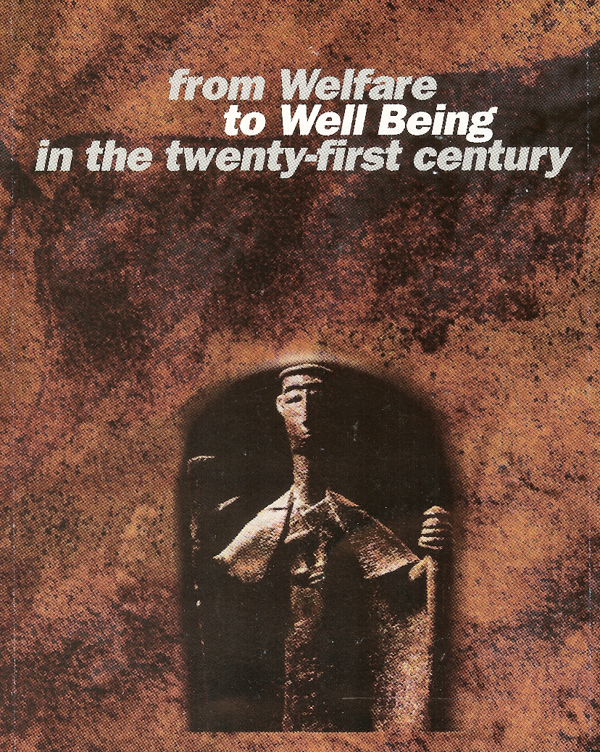 from Welfare
to Well Being
in the twenty-first century